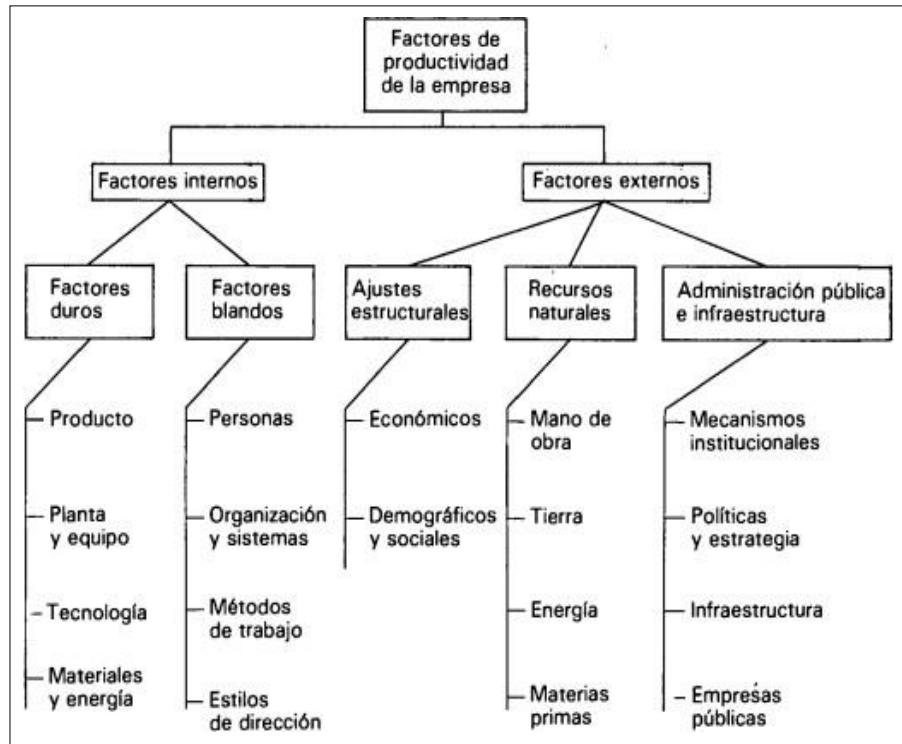 Factores de
productividad
de la empresa
Factores internos
Factores externos
Factores
duros
Factores
blandos
Ajustes
estructurales
Recursos
naturales
Administración pública
e infraestructura
Producto
Planta
y equipo
Tecnología
Materiales
y energía
Personas
Organización
y sistemas
Métodos
de trabajo
Estilos
de dirección
Económicos
Demográficos
y sociales
Mano de
obra
Tierra
Energía
Materias
primas
Mecanismos
institucionales
Políticas
y estrategia
Infraestructura
Empresas
públicas